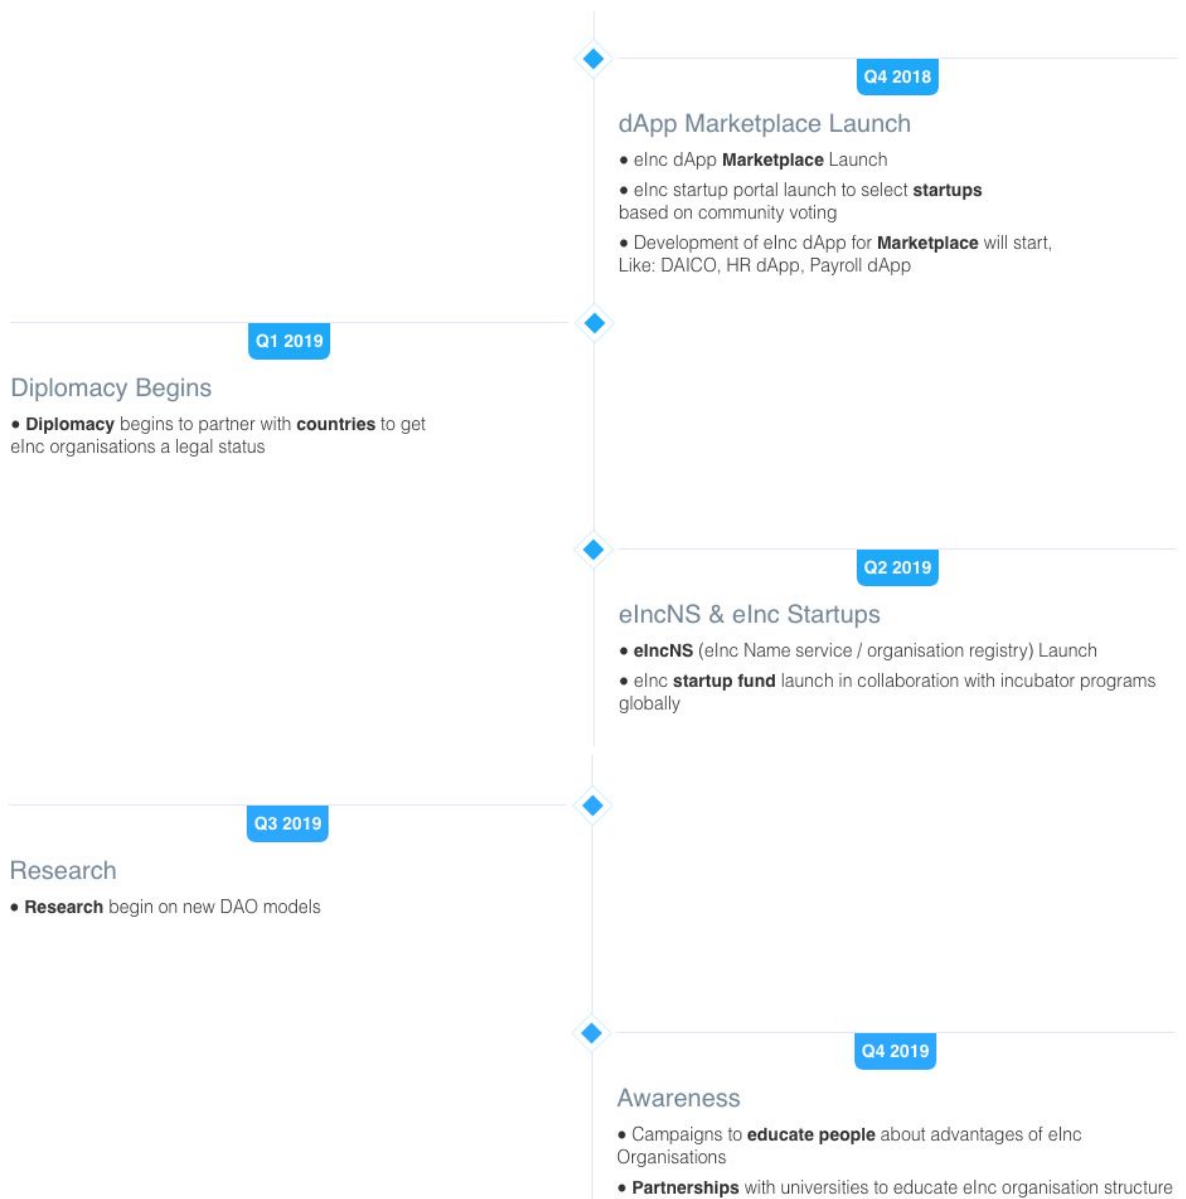 Q4 2018
dApp Marketplace Launch
• eInc dApp Marketplace Launch
• eInc startup portal launch to select startups
based on community voting
• Development of eInc dApp for Marketplace will start,
Like: DAICO, HR dApp, Payroll dApp
Q1 2019
Diplomacy Begins
• Diplomacy begins to partner with countries to get
eInc organisations a legal status
Q2 2019
eIncNS & eInc Startups
• eIncNS (eInc Name service / organisation registry) Launch
• eInc startup fund launch in collaboration with incubator programs
globally
Q3 2019
Research
• Research begin on new DAO models
Q4 2019
Awareness
• Campaigns to educate people about advantages of eInc
Organisations
• Partnerships with universities to educate eInc organisation structure